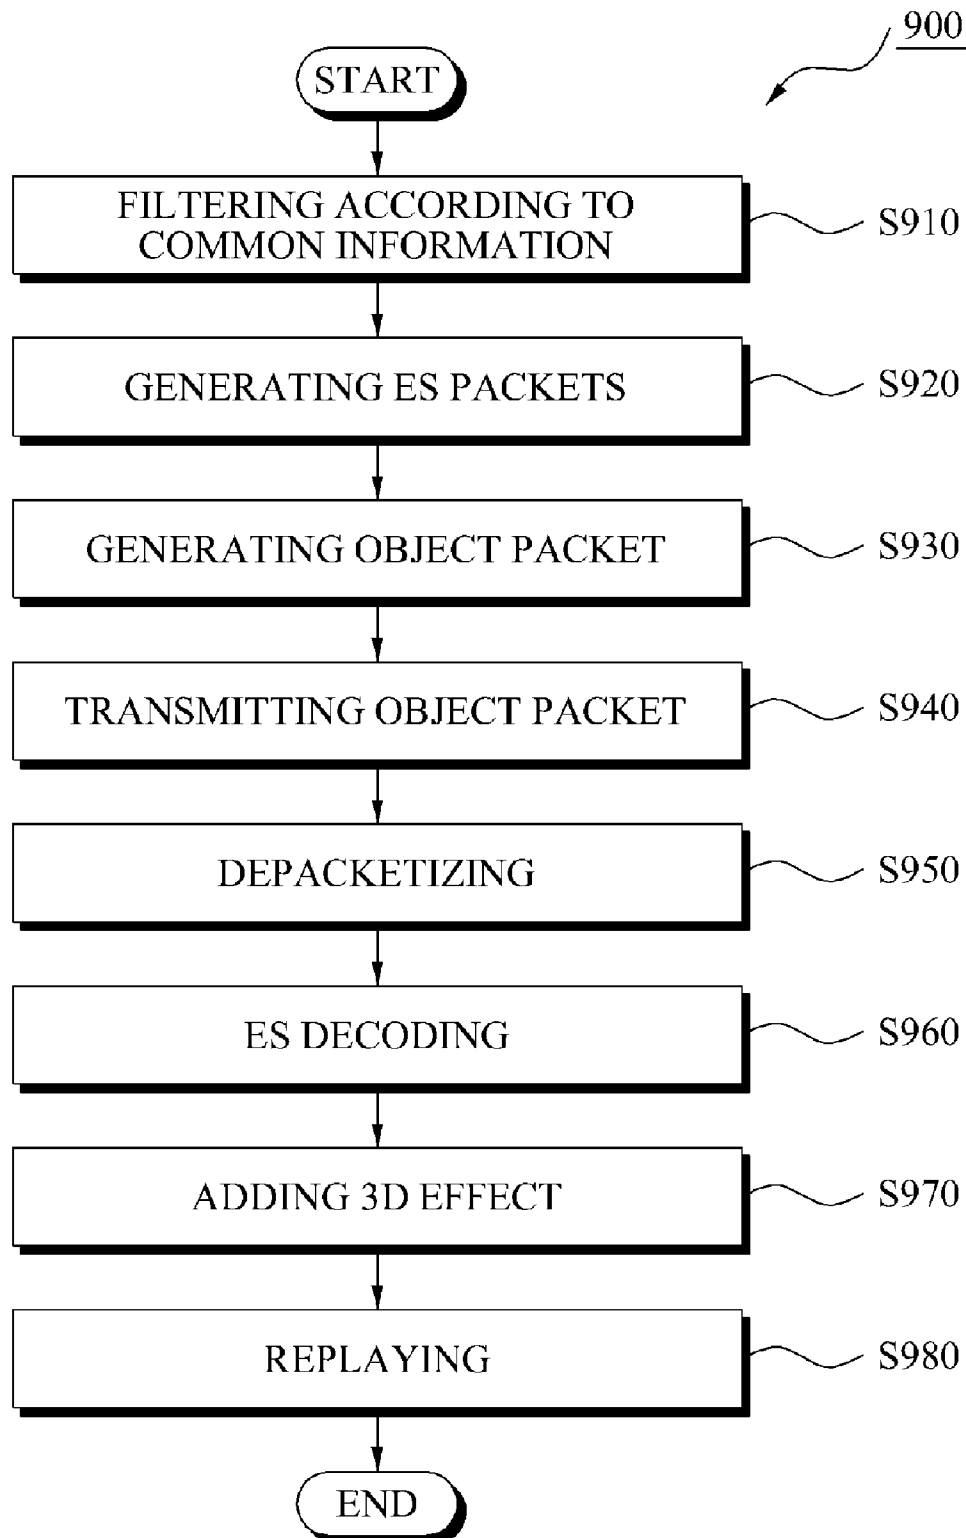 900
START
FILTERING ACCORDING TO
COMMON INFORMATION
S910
GENERATING ES PACKETS
S920
GENERATING OBJECT PACKET
S930
TRANSMITTING OBJECT PACKET
S940
DEPACKETIZING
S950
ES DECODING
S960
ADDING 3D EFFECT
S970
REPLAYING
S980
END